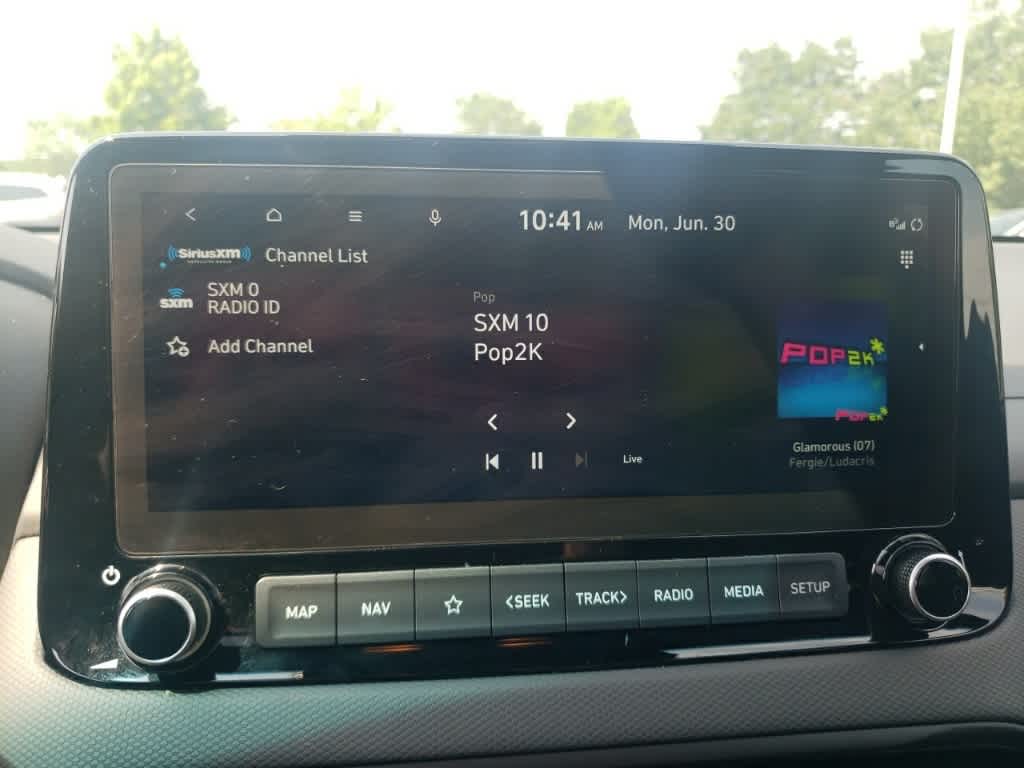 10:41 AM Mon, Jun. 30
SiriusXM Channel List
sxm SXM 0
RADIO ID
Add Channel
Pop
SXM 10
Pop2K
Live
POP2K
POP2K
Glamorous (07)
Fergie/Ludacris
MAP NAV <SEEK TRACK> RADIO MEDIA SETUP